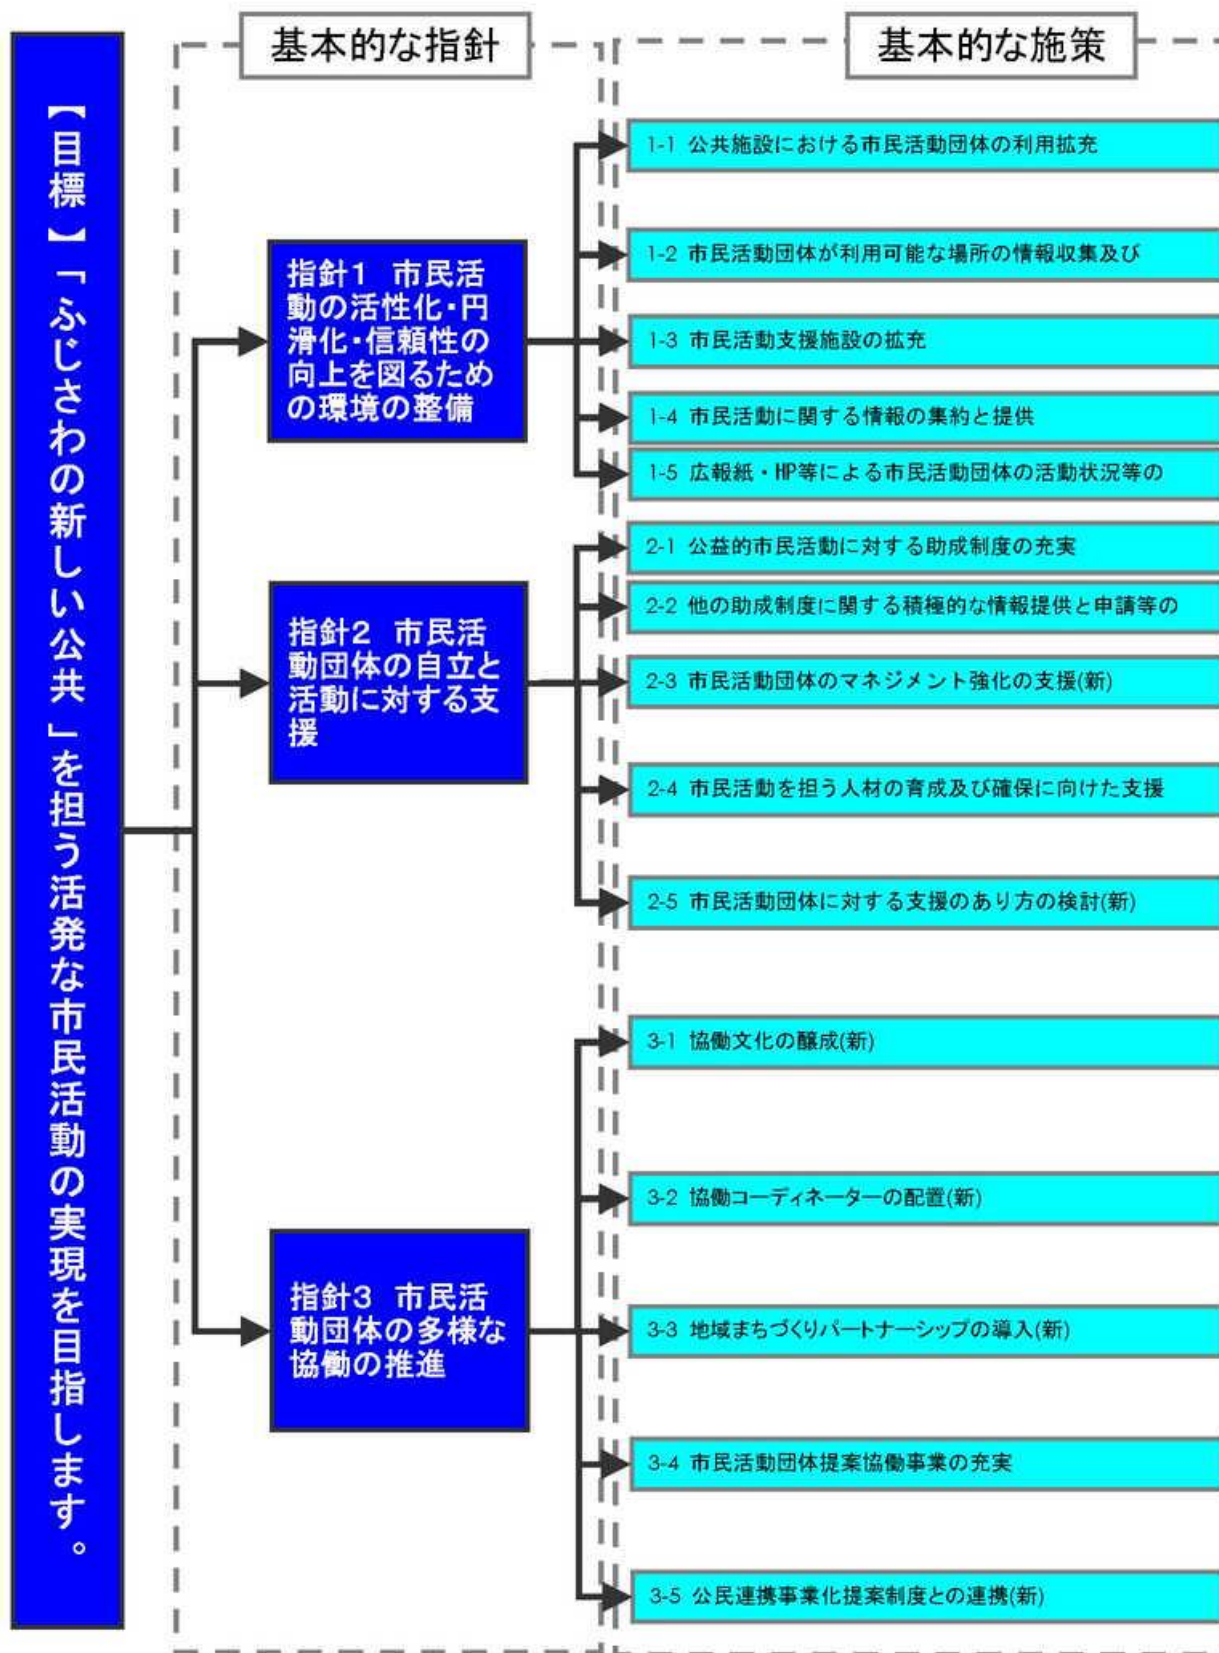 【目標】「ふじさわの新しい公共」を担う活発な市民活動の実現を目指します。
基本的な指針
指針1 市民活
動の活性化・円
滑化・信頼性の
向上を図るため
の環境の整備
指針2 市民活
動団体の自立と
活動に対する支
援
指針3 市民活
動団体の多様な
協働の推進
基本的な施策
1-1 公共施設における市民活動団体の利用拡充
1-2 市民活動団体が利用可能な場所の情報収集及び
1-3 市民活動支援施設の拡充
1-4 市民活動に関する情報の集約と提供
1-5 広報紙・HP等による市民活動団体の活動状況等の
2-1 公益的市民活動に対する助成制度の充実
2-2 他の助成制度に関する積極的な情報提供と申請等の
2-3 市民活動団体のマネジメント強化の支援(新)
2-4 市民活動を担う人材の育成及び確保に向けた支援
2-5 市民活動団体に対する支援のあり方の検討(新)
3-1 協働文化の醸成(新)
3-2 協働コーディネーターの配置(新)
3-3 地域まちづくりパートナーシップの導入(新)
3-4 市民活動団体提案協働事業の充実
3-5 公民連携事業化提案制度との連携(新)